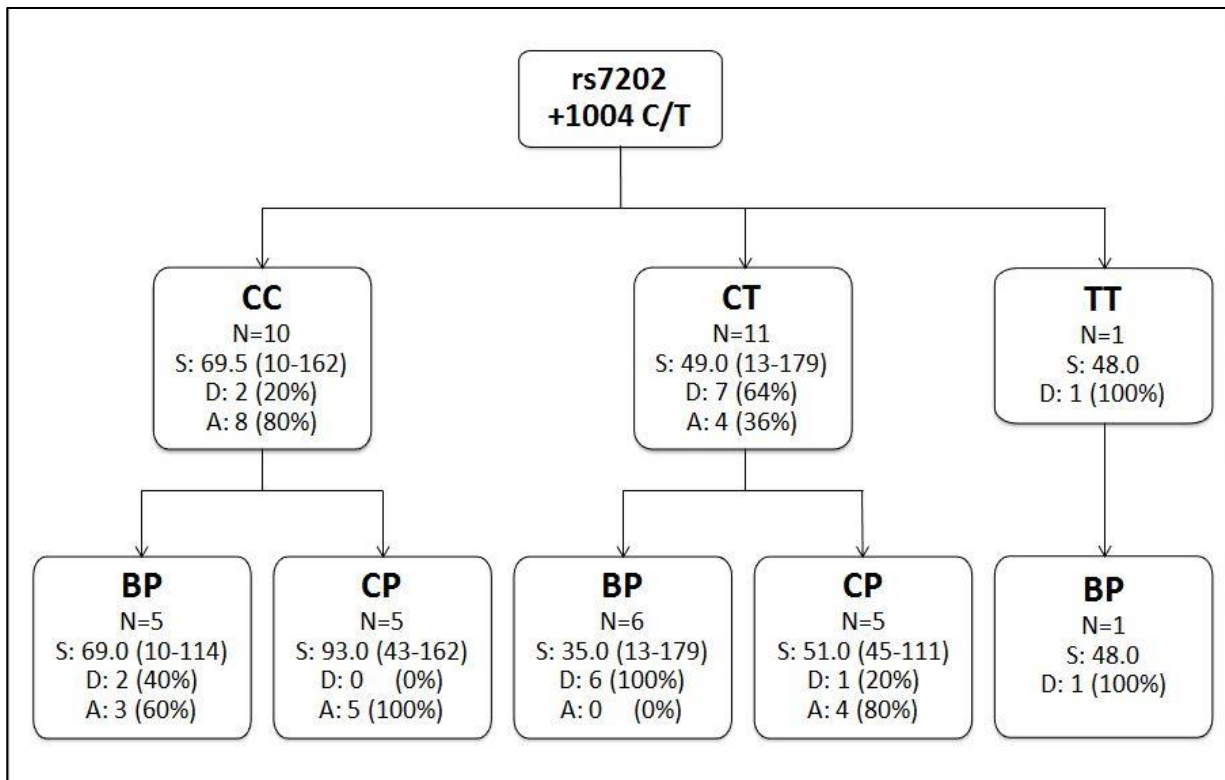 rs7202
+1004 C/T
CC
N=10
S: 69.5 (10-162)
D: 2 (20%)
A: 8 (80%)
CT
N=11
S: 49.0 (13-179)
D: 7 (64%)
A: 4 (36%)
TT
N=1
S: 48.0
D: 1 (100%)
BP
N=5
S: 69.0 (10-114)
D: 2 (40%)
A: 3 (60%)
CP
N=5
S: 93.0 (43-162)
D: 0 (0%)
A: 5 (100%)
BP
N=6
S: 35.0 (13-179)
D: 6 (100%)
A: 0 (0%)
CP
N=5
S: 51.0 (45-111)
D: 1 (20%)
A: 4 (80%)
BP
N=1
S: 48.0
D: 1 (100%)